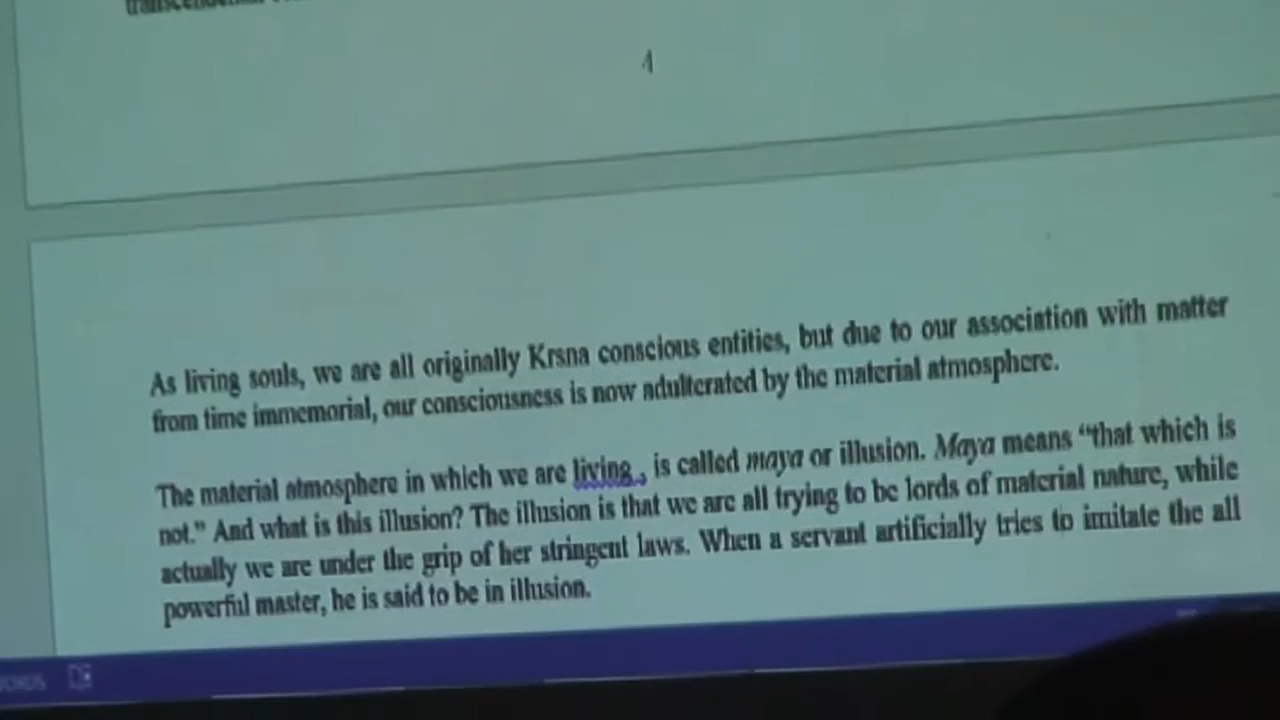 4
As living souls, we are all originally Krsna conscious entities, but due to our association with matter
from time immemorial, our consciousness is now adulterated by the material atmosphere.
The material atmosphere in which we are living , is called maya or illusion. Maya means “that which is
not.” And what is this illusion? The illusion is that we are all trying to be lords of material nature, while
actually we are under the grip of her stringent laws. When a servant artificially tries to imitate the all
powerful master, he is said to be in illusion.